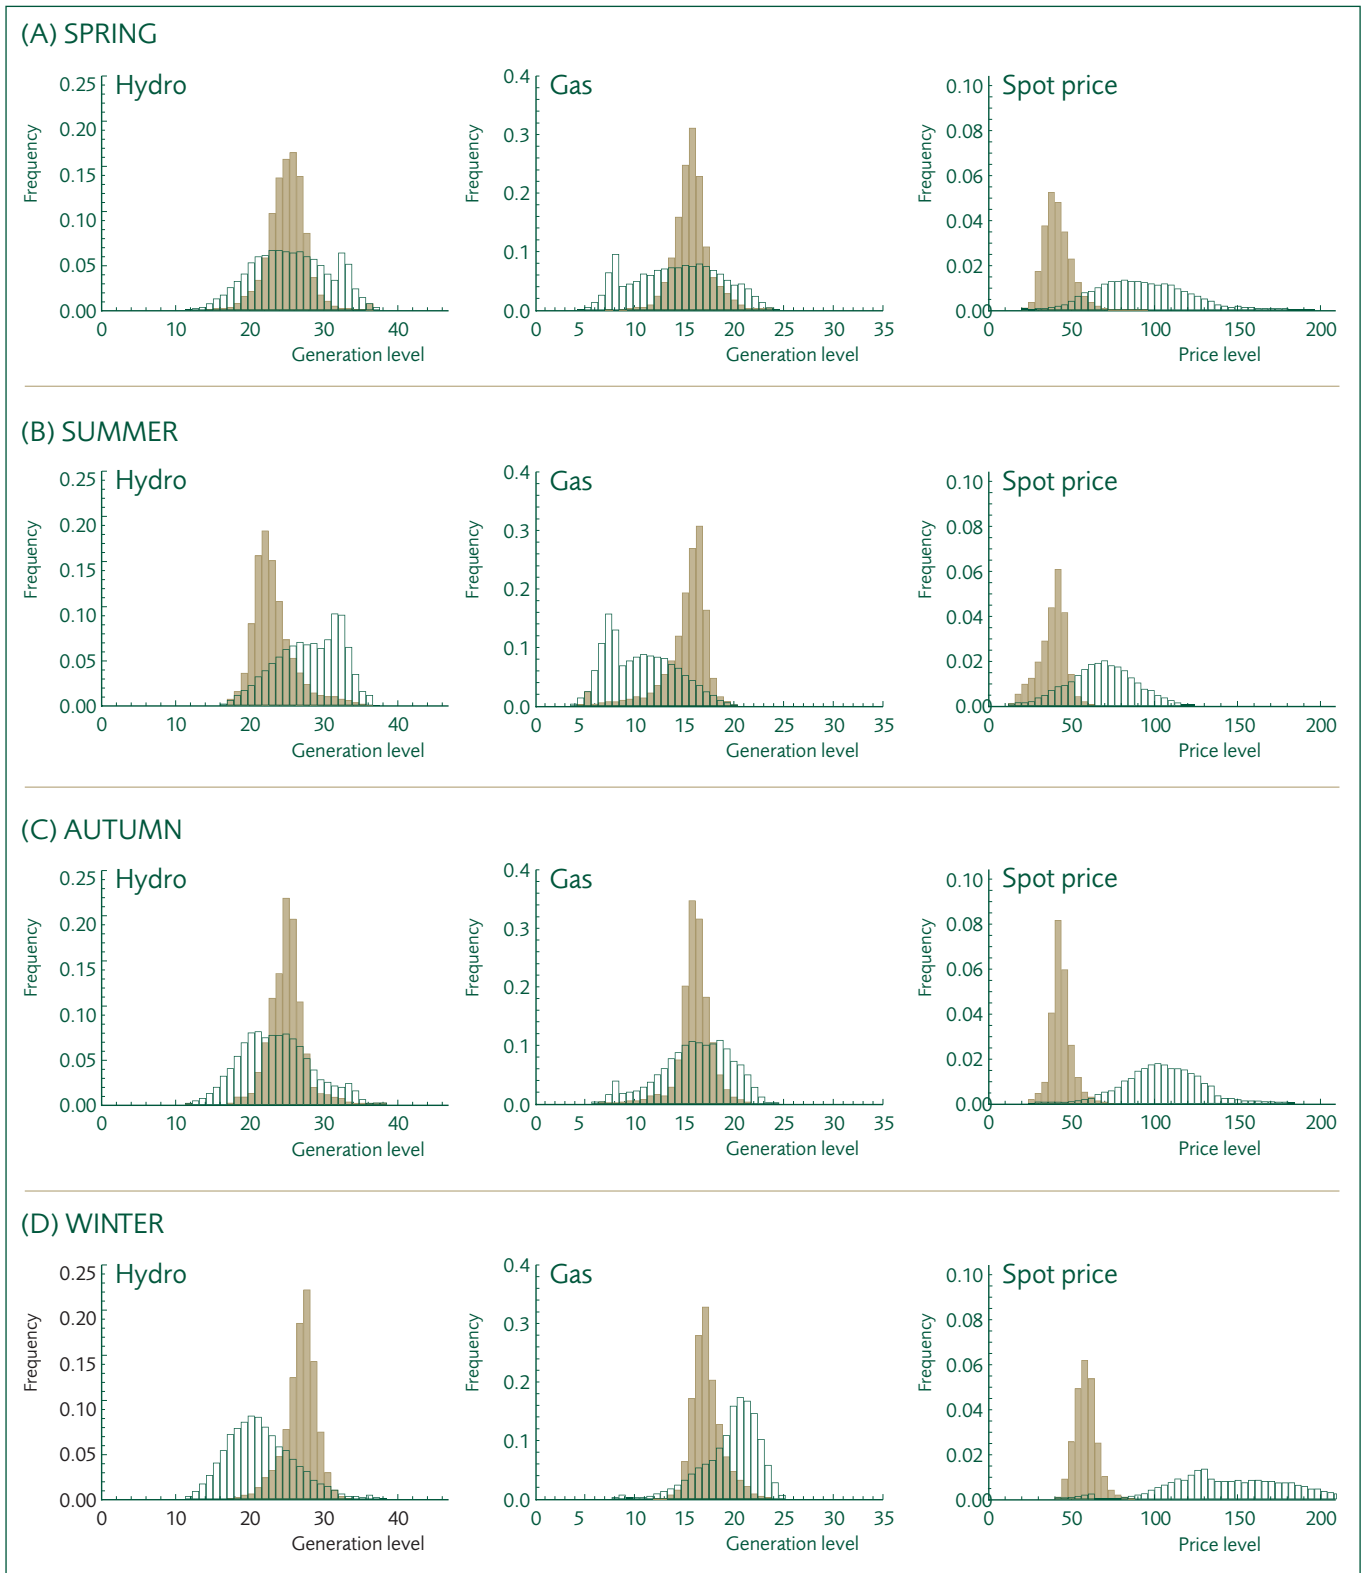 (A) SPRING
Hydro
Frequency
0.25
0.20
0.15
0.10
0.05
0.00
0 10 20 30 40
Generation level
Gas
Frequency
0.4
0.3
0.2
0.1
0.0
0 5 10 15 20 25 30 35
Generation level
Spot price
Frequency
0.10
0.08
0.06
0.04
0.02
0.00
0 50 100 150 200
Price level
(B) SUMMER
Hydro
Frequency
0.25
0.20
0.15
0.10
0.05
0.00
0 10 20 30 40
Generation level
Gas
Frequency
0.4
0.3
0.2
0.1
0.0
0 5 10 15 20 25 30 35
Generation level
Spot price
Frequency
0.10
0.08
0.06
0.04
0.02
0.00
0 50 100 150 200
Price level
(C) AUTUMN
Hydro
Frequency
0.25
0.20
0.15
0.10
0.05
0.00
0 10 20 30 40
Generation level
Gas
Frequency
0.4
0.3
0.2
0.1
0.0
0 5 10 15 20 25 30 35
Generation level
Spot price
Frequency
0.10
0.08
0.06
0.04
0.02
0.00
0 50 100 150 200
Price level
(D) WINTER
Hydro
Frequency
0.25
0.20
0.15
0.10
0.05
0.00
0 10 20 30 40
Generation level
Gas
Frequency
0.4
0.3
0.2
0.1
0.0
0 5 10 15 20 25 30 35
Generation level
Spot price
Frequency
0.10
0.08
0.06
0.04
0.02
0.00
0 50 100 150 200
Price level